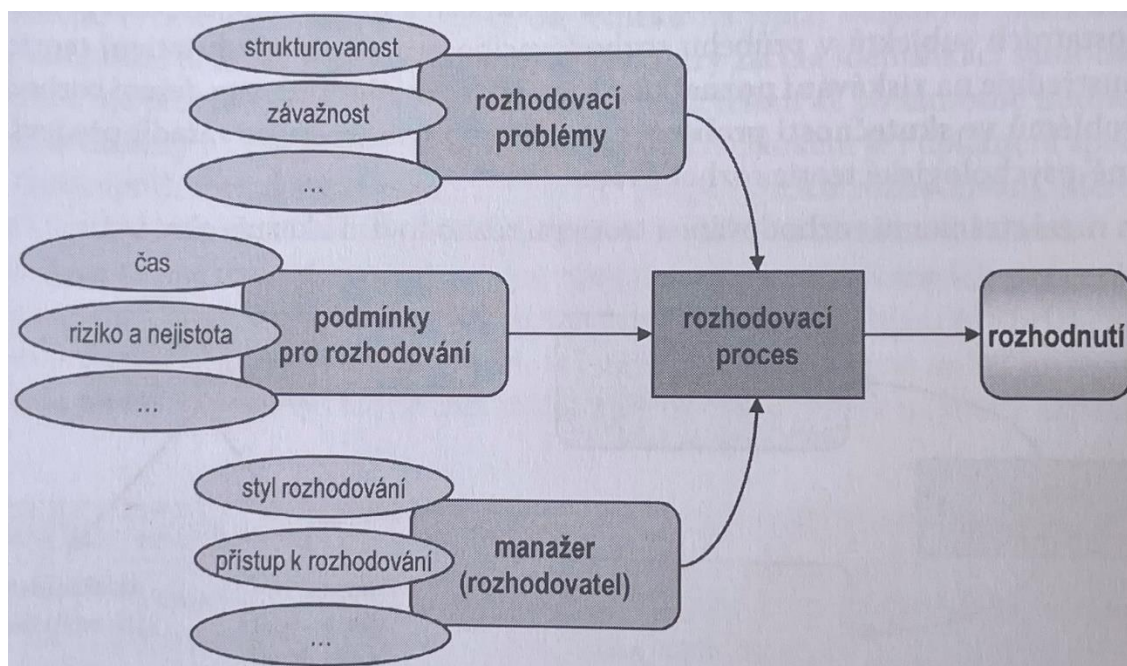 strukturovanost
závažnost
...
rozhodovací
problémy
čas
riziko a nejistota
...
podmínky
pro rozhodování
rozhodovací
proces
rozhodnutí
styl rozhodování
přístup k rozhodování
...
manažer
(rozhodovatel)